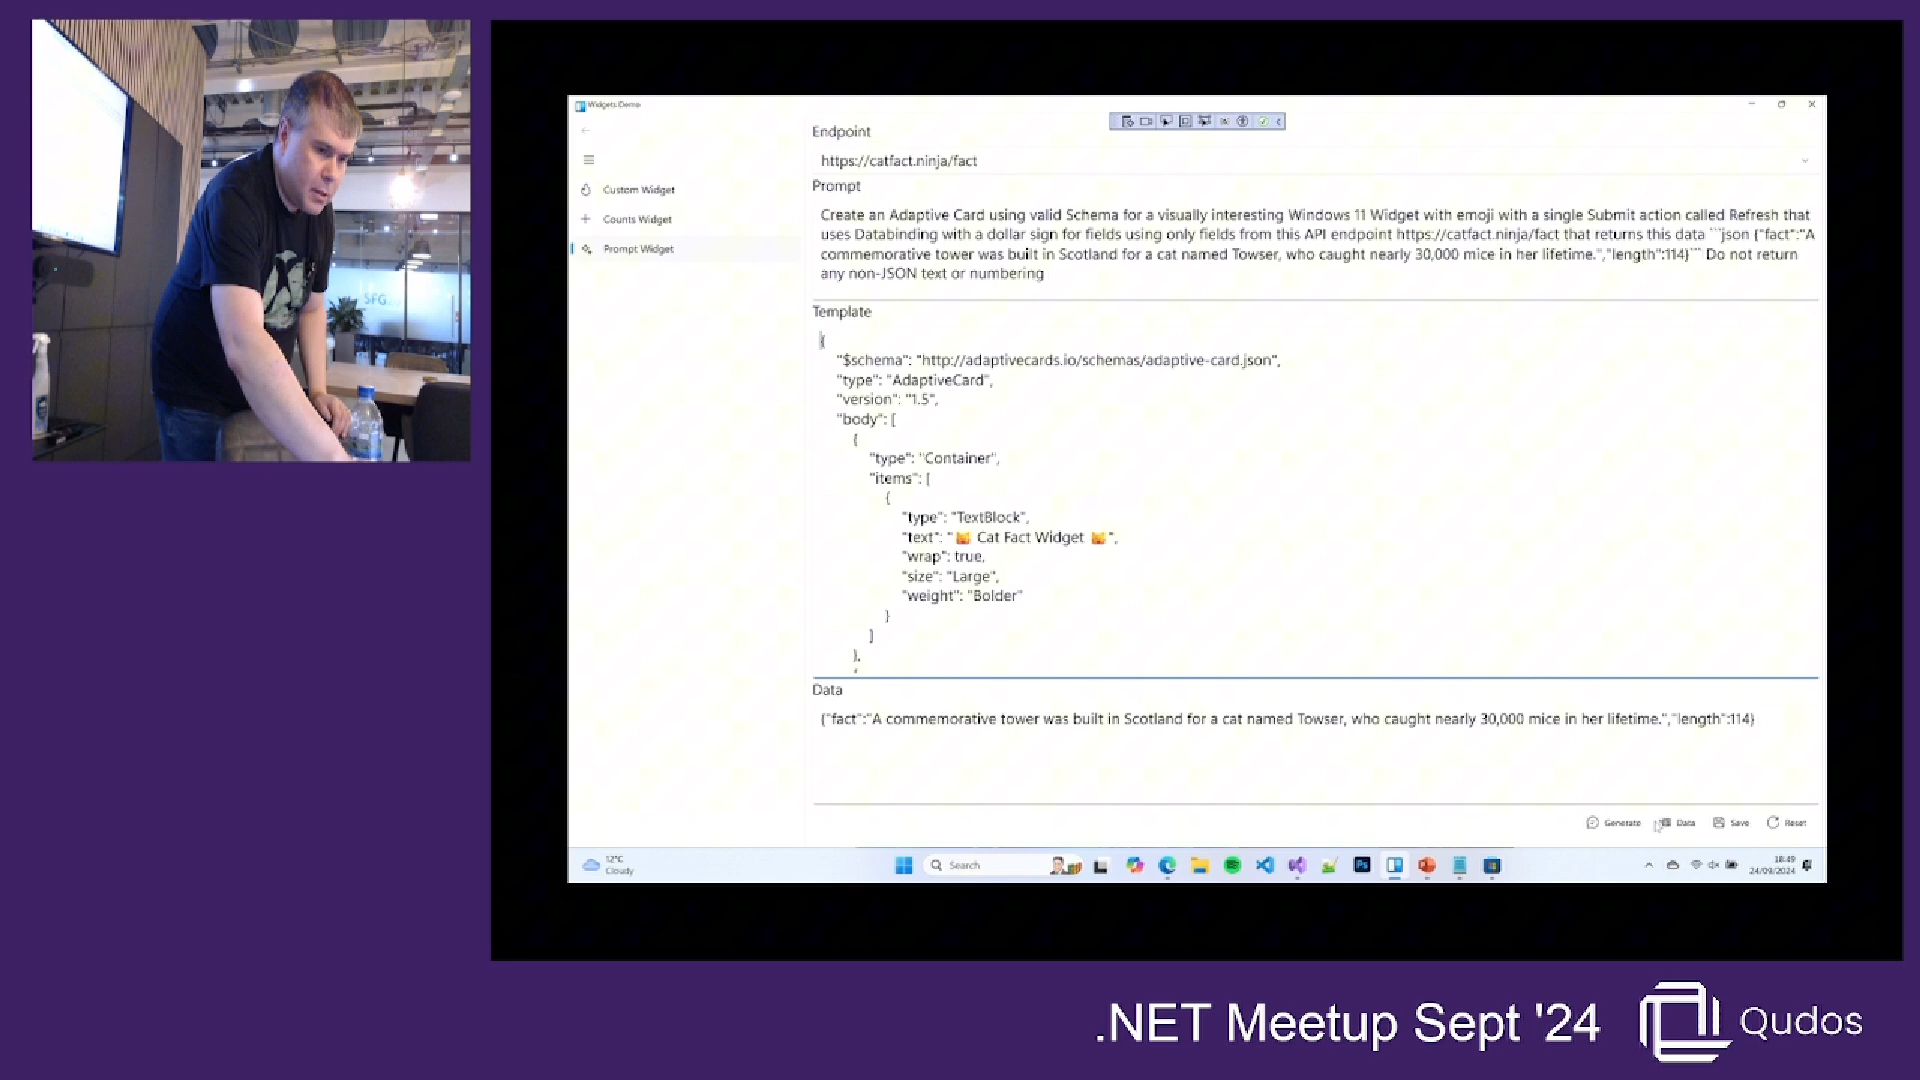 SFG
Widgets Demo
Custom Widget
Counts Widget
Prompt Widget
Endpoint
https://catfact.ninja/fact
Prompt
Create an Adaptive Card using valid Schema for a visually interesting Windows 11 Widget with emoji with a single Submit action called Refresh that
uses Databinding with a dollar sign for fields using only fields from this API endpoint https://catfact.ninja/fact that returns this data ```json {"fact":"A
commemorative tower was built in Scotland for a cat named Towser, who caught nearly 30,000 mice in her lifetime.","length":114}``` Do not return
any non-JSON text or numbering
Template
{
"$schema": "http://adaptivecards.io/schemas/adaptive-card.json",
"type": "AdaptiveCard",
"version": "1.5",
"body": [
{
"type": "Container",
"items": [
{
"type": "TextBlock",
"text": "😸 Cat Fact Widget 😸",
"wrap": true,
"size": "Large",
"weight": "Bolder"
}
]
},
Data
{"fact":"A commemorative tower was built in Scotland for a cat named Towser, who caught nearly 30,000 mice in her lifetime.","length":114}
Generate Data Save Reset
12°C
Cloudy
Search
Ps
18:49
24/09/2024
.NET Meetup Sept '24
Qudos